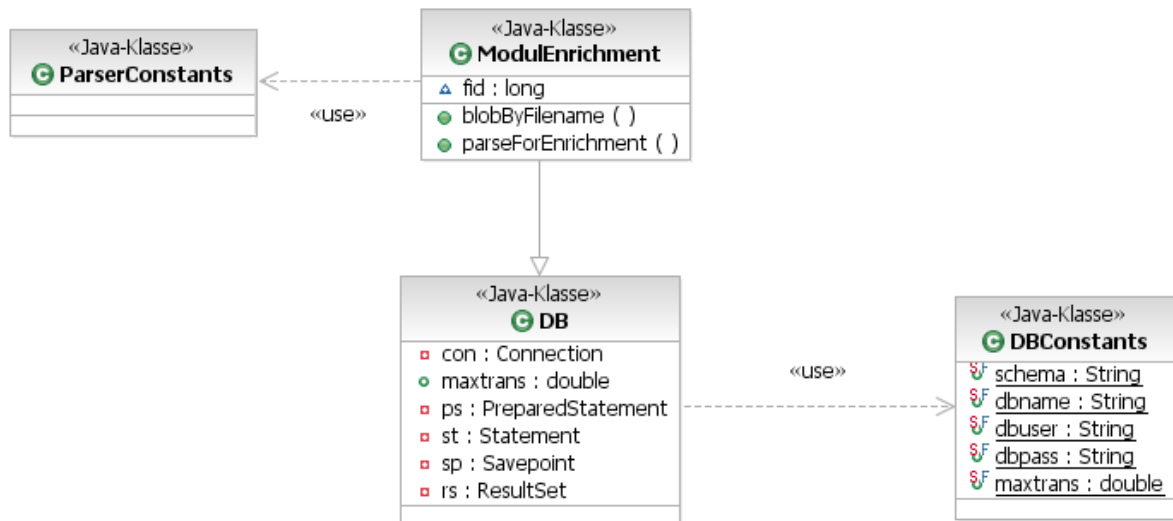 «Java-Klasse»
ParserConstants
«use»
«Java-Klasse»
ModulEnrichment
fid : long
blobByFilename ( )
parseForEnrichment ( )
«Java-Klasse»
DB
con : Connection
maxtrans : double
ps : PreparedStatement
st : Statement
sp : Savepoint
rs : ResultSet
«use»
«Java-Klasse»
DBConstants
schema : String
dbname : String
dbuser : String
dbpass : String
maxtrans : double